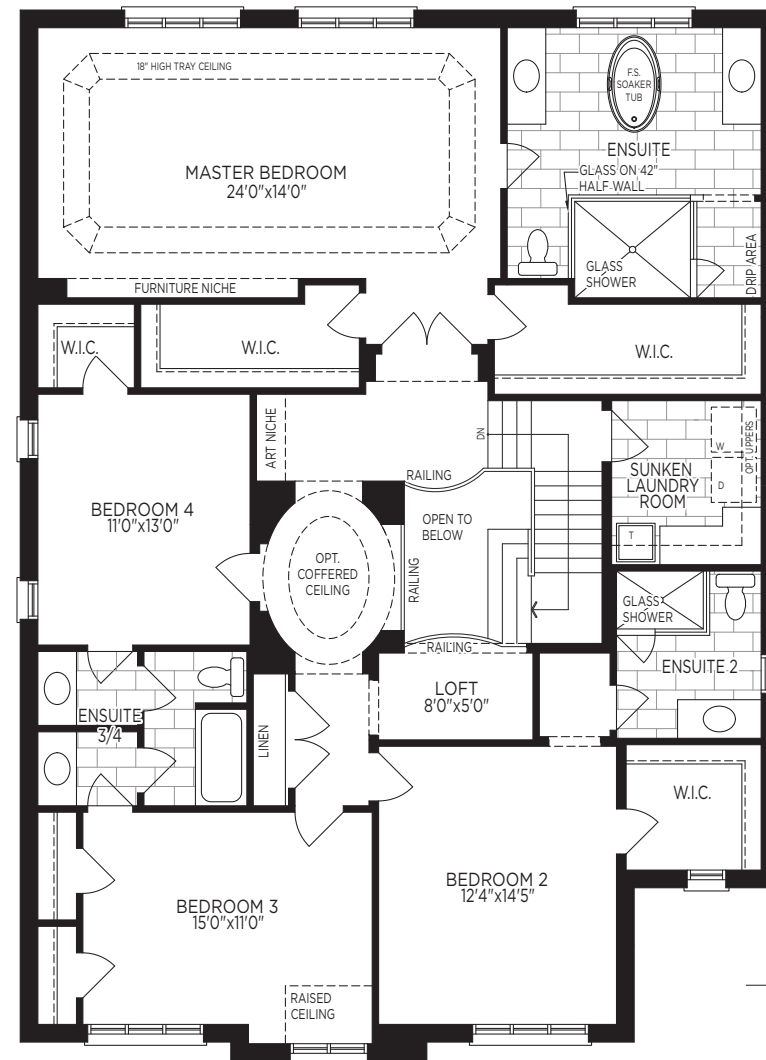 18" HIGH TRAY CEILING
F.S.
SOAKER
TUB
MASTER BEDROOM
24'0"x14'0"
ENSUITE
GLASS ON 42"
HALF-WALL
GLASS
SHOWER
DRIP AREA
FURNITURE NICHE
W.I.C.
W.I.C.
W.I.C.
ART NICHE
DN
RAILING
W
OPT. UPPERS
SUNKEN
LAUNDRY
ROOM
D
T
BEDROOM 4
11'0"x13'0"
OPEN TO
BELOW
OPT.
COFFERED
CEILING
RAILING
GLASS
SHOWER
RAILING
ENSUITE 2
LOFT
8'0"x5'0"
ENSUITE
3/4
LINEN
W.I.C.
BEDROOM 2
12'4"x14'5"
BEDROOM 3
15'0"x11'0"
RAISED
CEILING